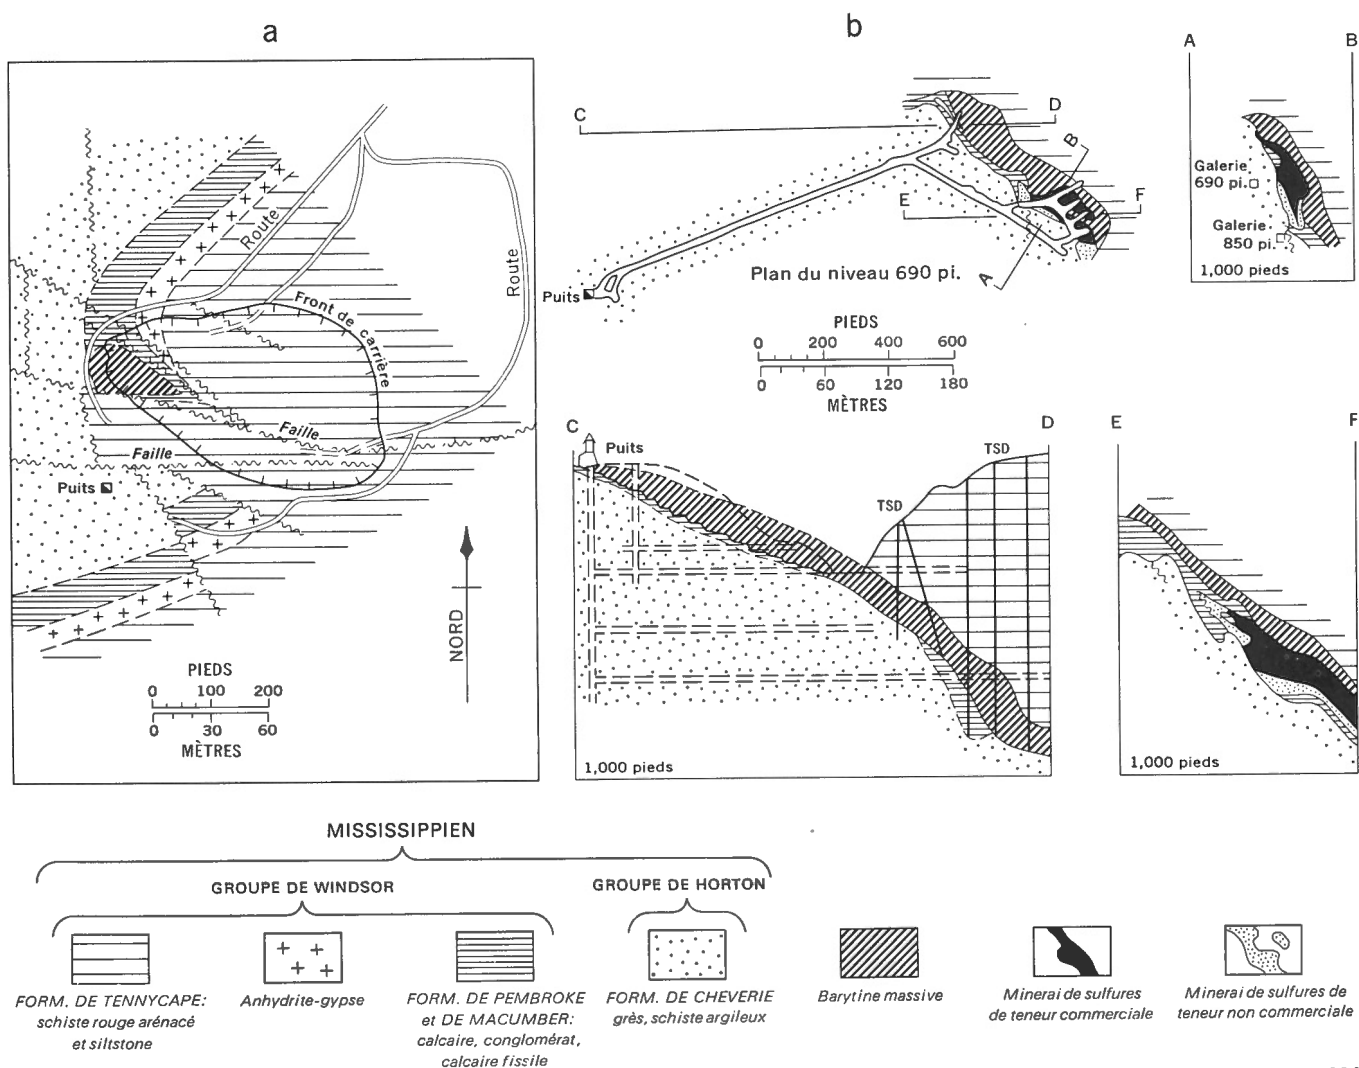 a
Route
Route
Front de carrière
Faille
Faille
Puits
NORD
PIEDS
0 100 200
0 30 60
MÈTRES
b
C
D
B
E
F
A
Puits
Plan du niveau 690 pi.
PIEDS
0 200 400 600
0 60 120 180
MÈTRES
A
B
Galerie
690 pi.
Galerie
850 pi.
1,000 pieds
C
D
Puits
TSD
TSD
1,000 pieds
E
F
1,000 pieds
MISSISSIPPIEN
GROUPE DE WINDSOR
GROUPE DE HORTON
FORM. DE TENNYCAPE:
schiste rouge arénacé
et siltstone
Anhydrite-gypse
FORM. DE PEMBROKE
et DE MACUMBER:
calcaire, conglomérat,
calcaire fissile
FORM. DE CHEVERIE
grès, schiste argileux
Barytine massive
Minerai de sulfures
de teneur commerciale
Minerai de sulfures de
teneur non commerciale